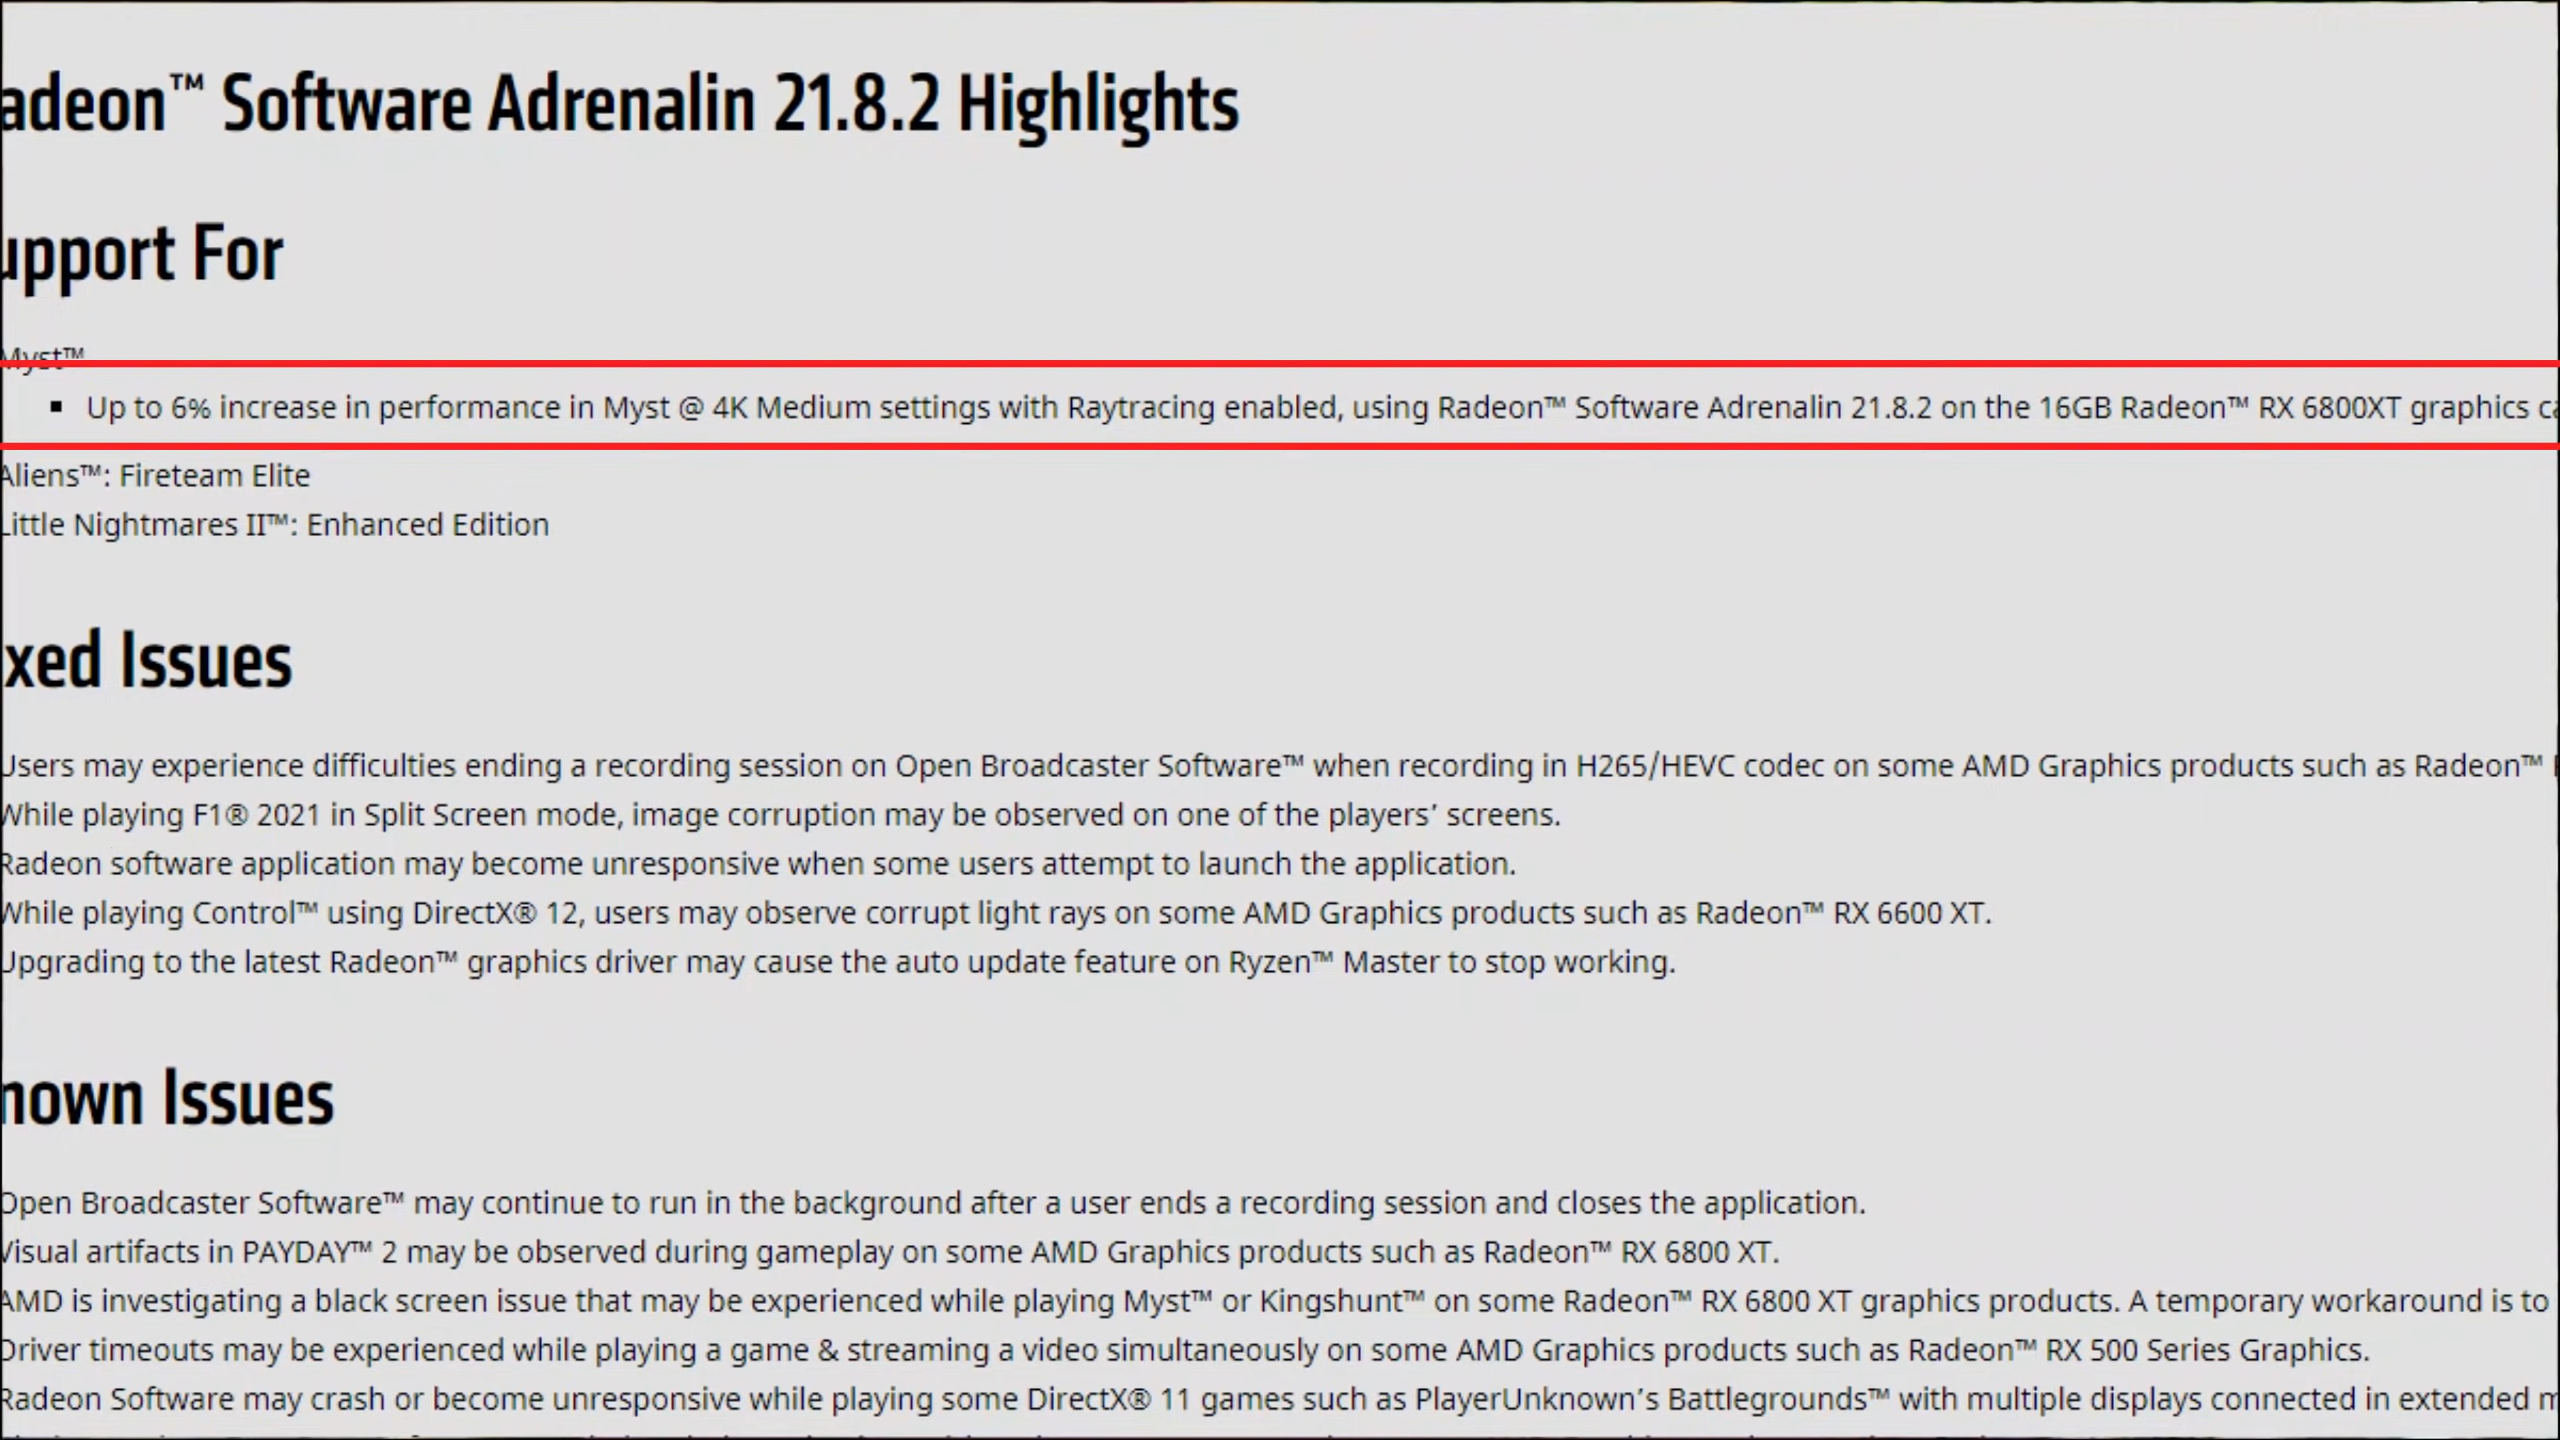 adeon™ Software Adrenalin 21.8.2 Highlights
upport For
Myst™
▪ Up to 6% increase in performance in Myst @ 4K Medium settings with Raytracing enabled, using Radeon™ Software Adrenalin 21.8.2 on the 16GB Radeon™ RX 6800XT graphics ca
Aliens™: Fireteam Elite
Little Nightmares II™: Enhanced Edition
xed Issues
Users may experience difficulties ending a recording session on Open Broadcaster Software™ when recording in H265/HEVC codec on some AMD Graphics products such as Radeon™
While playing F1® 2021 in Split Screen mode, image corruption may be observed on one of the players’ screens.
Radeon software application may become unresponsive when some users attempt to launch the application.
While playing Control™ using DirectX® 12, users may observe corrupt light rays on some AMD Graphics products such as Radeon™ RX 6600 XT.
Upgrading to the latest Radeon™ graphics driver may cause the auto update feature on Ryzen™ Master to stop working.
nown Issues
Open Broadcaster Software™ may continue to run in the background after a user ends a recording session and closes the application.
Visual artifacts in PAYDAY™ 2 may be observed during gameplay on some AMD Graphics products such as Radeon™ RX 6800 XT.
AMD is investigating a black screen issue that may be experienced while playing Myst™ or Kingshunt™ on some Radeon™ RX 6800 XT graphics products. A temporary workaround is to
Driver timeouts may be experienced while playing a game & streaming a video simultaneously on some AMD Graphics products such as Radeon™ RX 500 Series Graphics.
Radeon Software may crash or become unresponsive while playing some DirectX® 11 games such as PlayerUnknown’s Battlegrounds™ with multiple displays connected in extended m